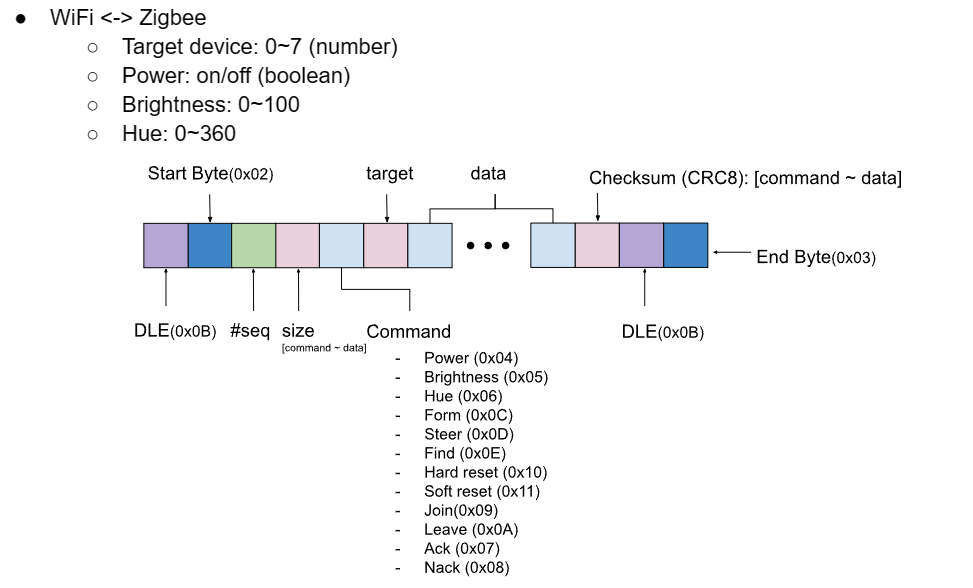 ● WiFi <-> Zigbee
○ Target device: 0~7 (number)
○ Power: on/off (boolean)
○ Brightness: 0~100
○ Hue: 0~360
Start Byte(0x02)
target
data
Checksum (CRC8): [command ~ data]
End Byte(0x03)
DLE(0x0B)
#seq
size
[command ~ data]
Command
DLE(0x0B)
- Power (0x04)
- Brightness (0x05)
- Hue (0x06)
- Form (0x0C)
- Steer (0x0D)
- Find (0x0E)
- Hard reset (0x10)
- Soft reset (0x11)
- Join(0x09)
- Leave (0x0A)
- Ack (0x07)
- Nack (0x08)